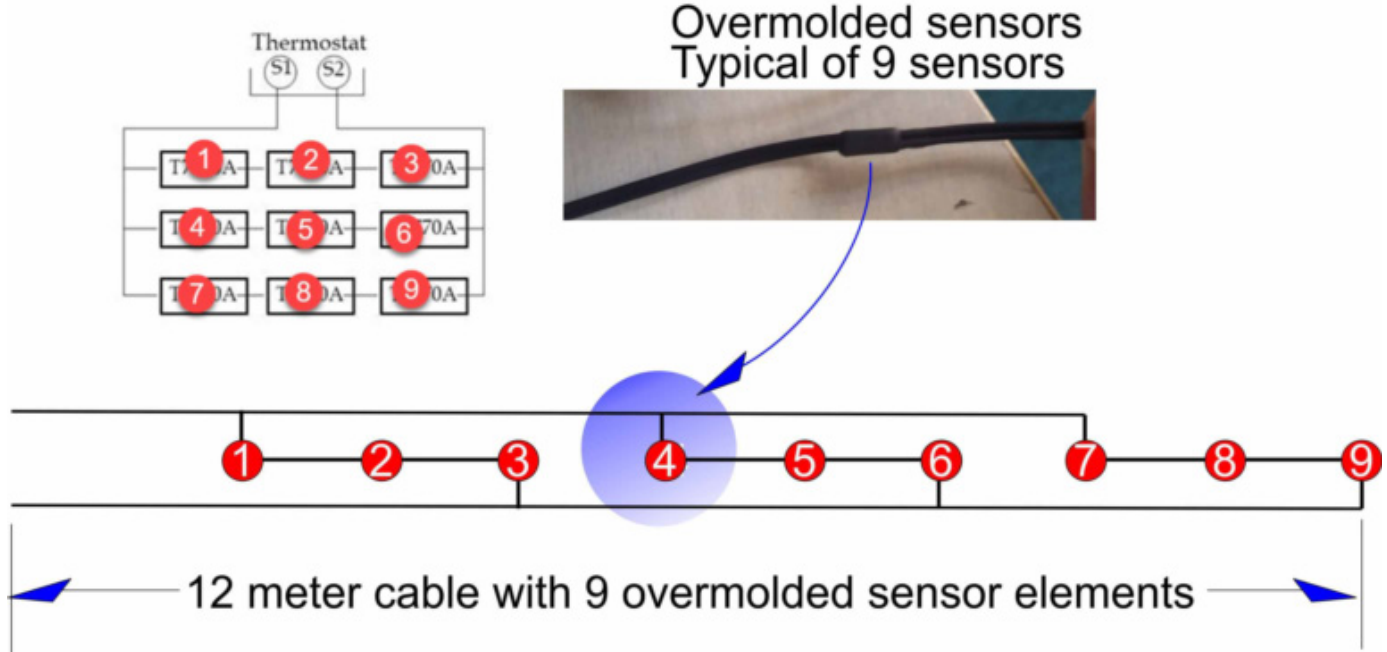 Overmolded sensors
Typical of 9 sensors
Thermostat
S1 S2
1 2 3
4 5 6
7 8 9
1 2 3 4 5 6 7 8 9
12 meter cable with 9 overmolded sensor elements